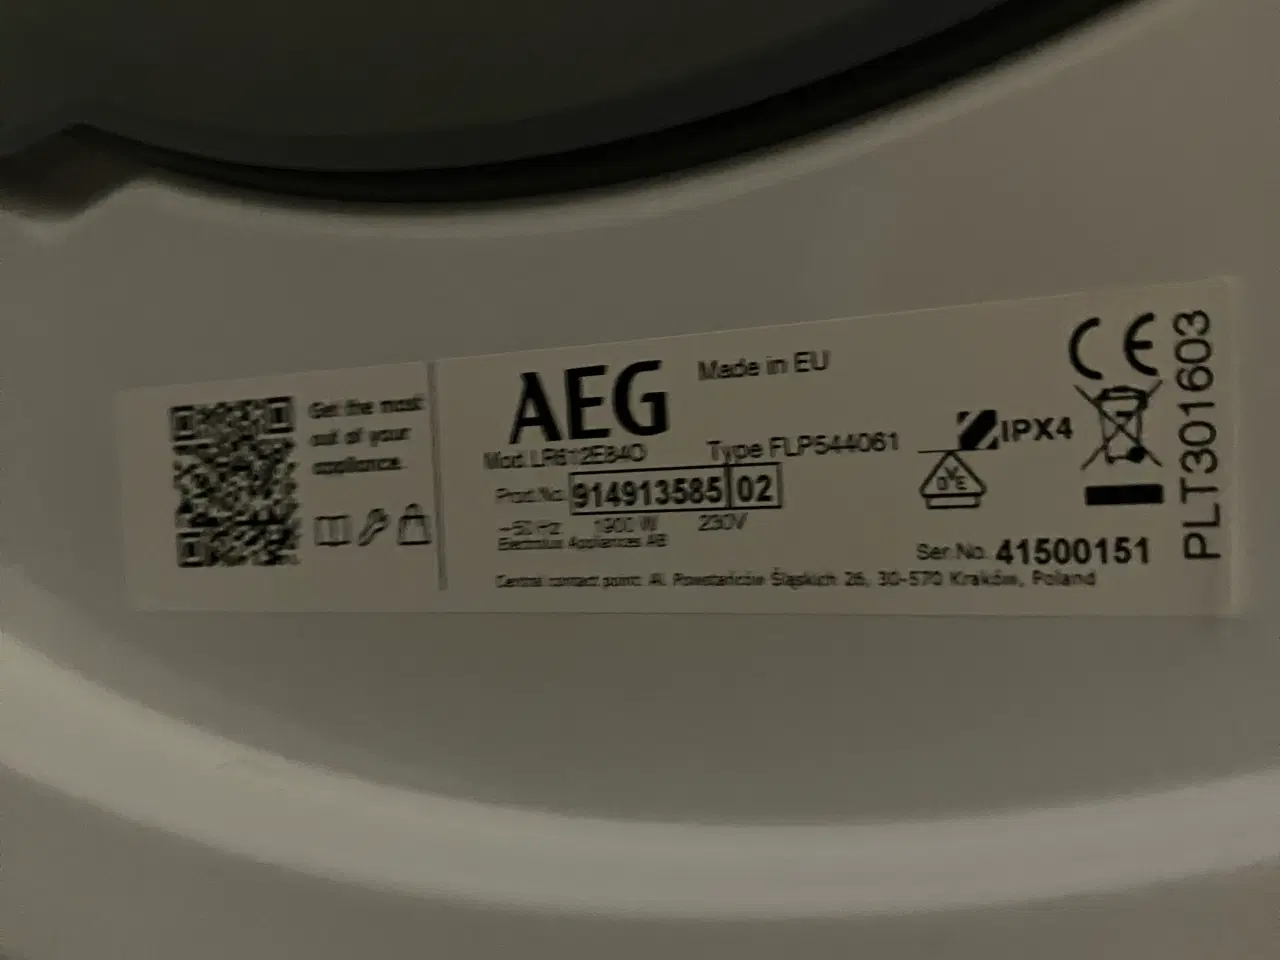 Get the most
out of your
appliance.
AEG
Made in EU
Mod. LR612E84O
Type FLP544061
Prod.No. 914913585 02
~50 Hz 1900 W 230V
Electrolux Appliances AB
IPX4
DVE
CE
Ser.No. 41500151
Central contact point: Al. Powstańców Śląskich 26, 30-570 Kraków, Poland
PLT301603